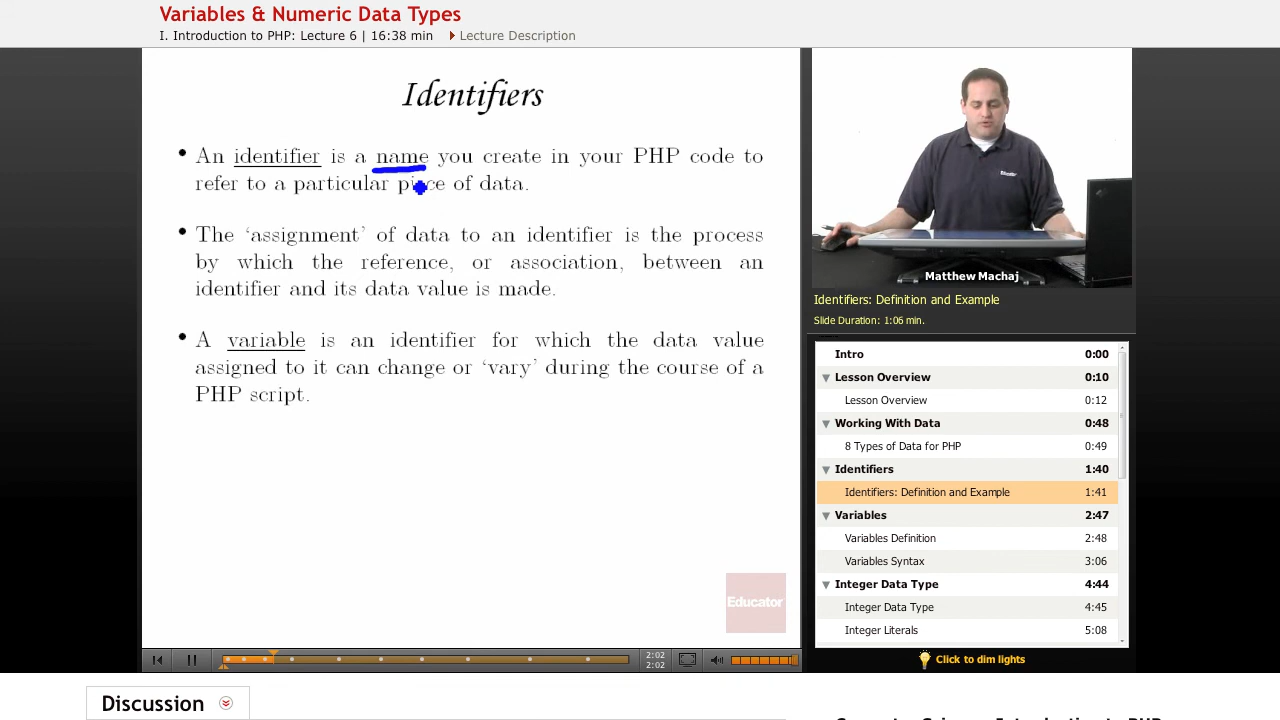 Variables & Numeric Data Types
I. Introduction to PHP: Lecture 6 | 16:38 min Lecture Description
Identifiers
• An identifier is a name you create in your PHP code to
refer to a particular piece of data.
• The ‘assignment’ of data to an identifier is the process
by which the reference, or association, between an
identifier and its data value is made.
• A variable is an identifier for which the data value
assigned to it can change or ‘vary’ during the course of a
PHP script.
Educator
2:02
2:02
Educator
Matthew Machaj
Identifiers: Definition and Example
Slide Duration: 1:06 min.
Intro 0:00
Lesson Overview 0:10
Lesson Overview 0:12
Working With Data 0:48
8 Types of Data for PHP 0:49
Identifiers 1:40
Identifiers: Definition and Example 1:41
Variables 2:47
Variables Definition 2:48
Variables Syntax 3:06
Integer Data Type 4:44
Integer Data Type 4:45
Integer Literals 5:08
Click to dim lights
Discussion
Computer Science: Introduction to PHP